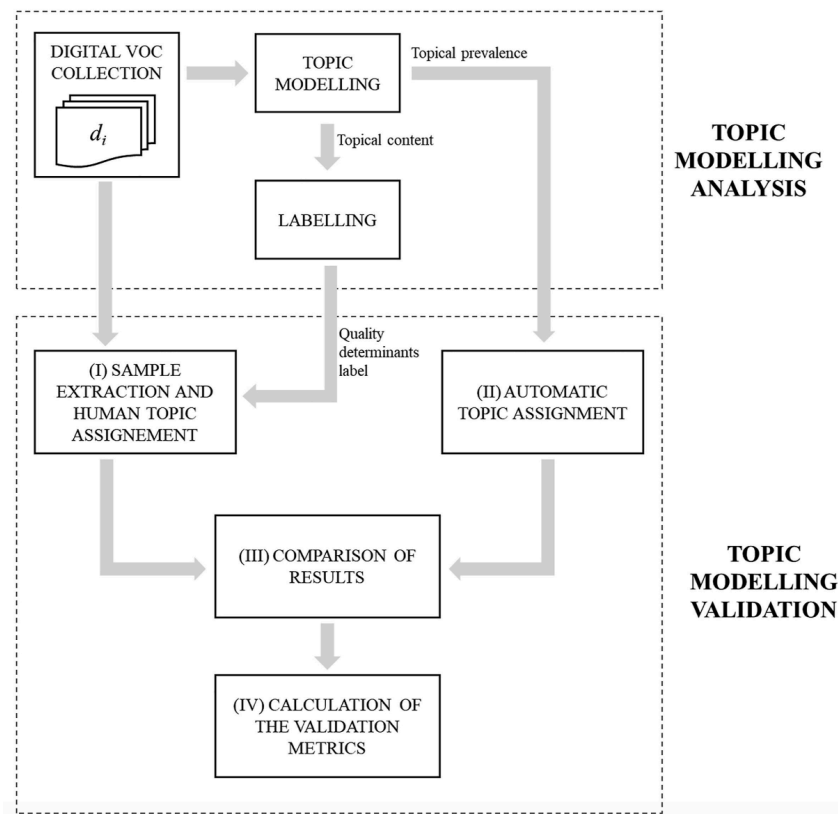 DIGITAL VOC
COLLECTION
d_i
TOPIC
MODELLING
Topical prevalence
Topical content
LABELLING
TOPIC
MODELLING
ANALYSIS
Quality
determinants
label
(I) SAMPLE
EXTRACTION AND
HUMAN TOPIC
ASSIGNEMENT
(II) AUTOMATIC
TOPIC ASSIGNMENT
(III) COMPARISON OF
RESULTS
TOPIC
MODELLING
VALIDATION
(IV) CALCULATION OF
THE VALIDATION
METRICS